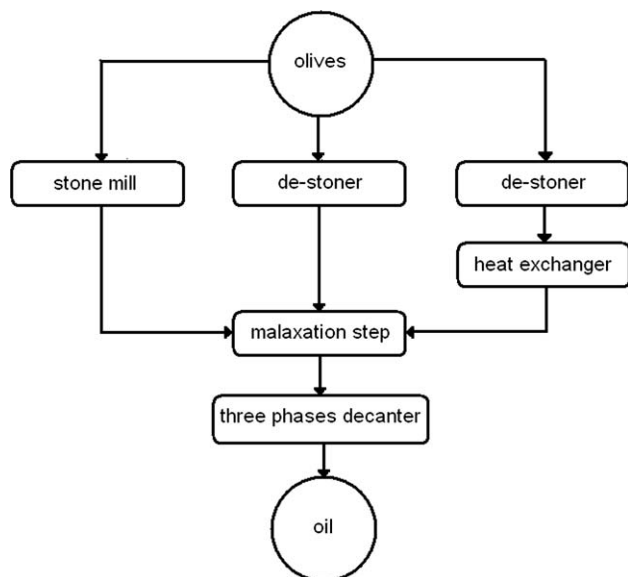 olives
stone mill
de-stoner
de-stoner
heat exchanger
malaxation step
three phases decanter
oil